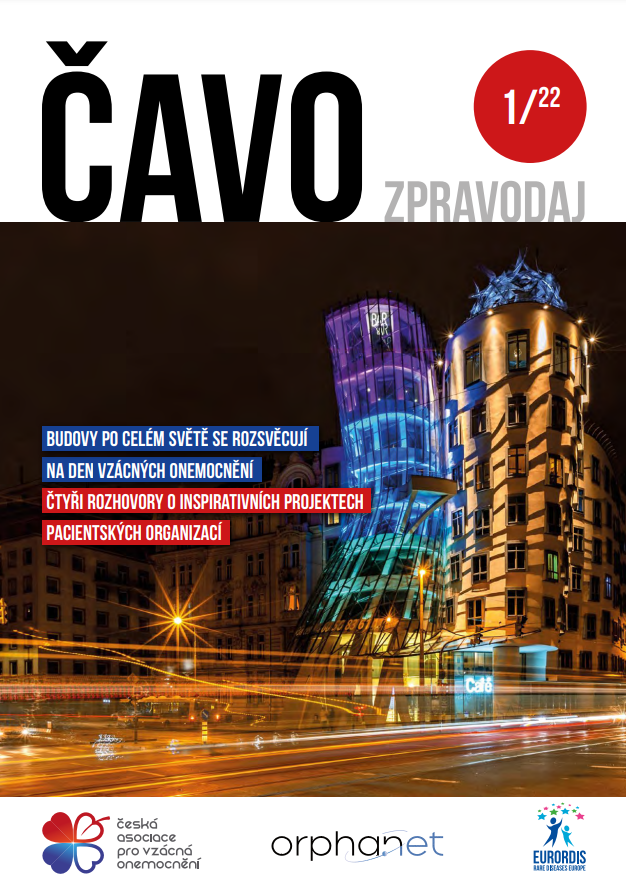 ČAVO
1/22
ZPRAVODAJ
BAR
BUDOVY PO CELÉM SVĚTĚ SE ROZSVĚCUJÍ
NA DEN VZÁCNÝCH ONEMOCNĚNÍ
ČTYŘI ROZHOVORY O INSPIRATIVNÍCH PROJEKTECH
PACIENTSKÝCH ORGANIZACÍ
Café
česká
asociace
pro vzácná
onemocnění
orphanet
EURORDIS
RARE DISEASES EUROPE